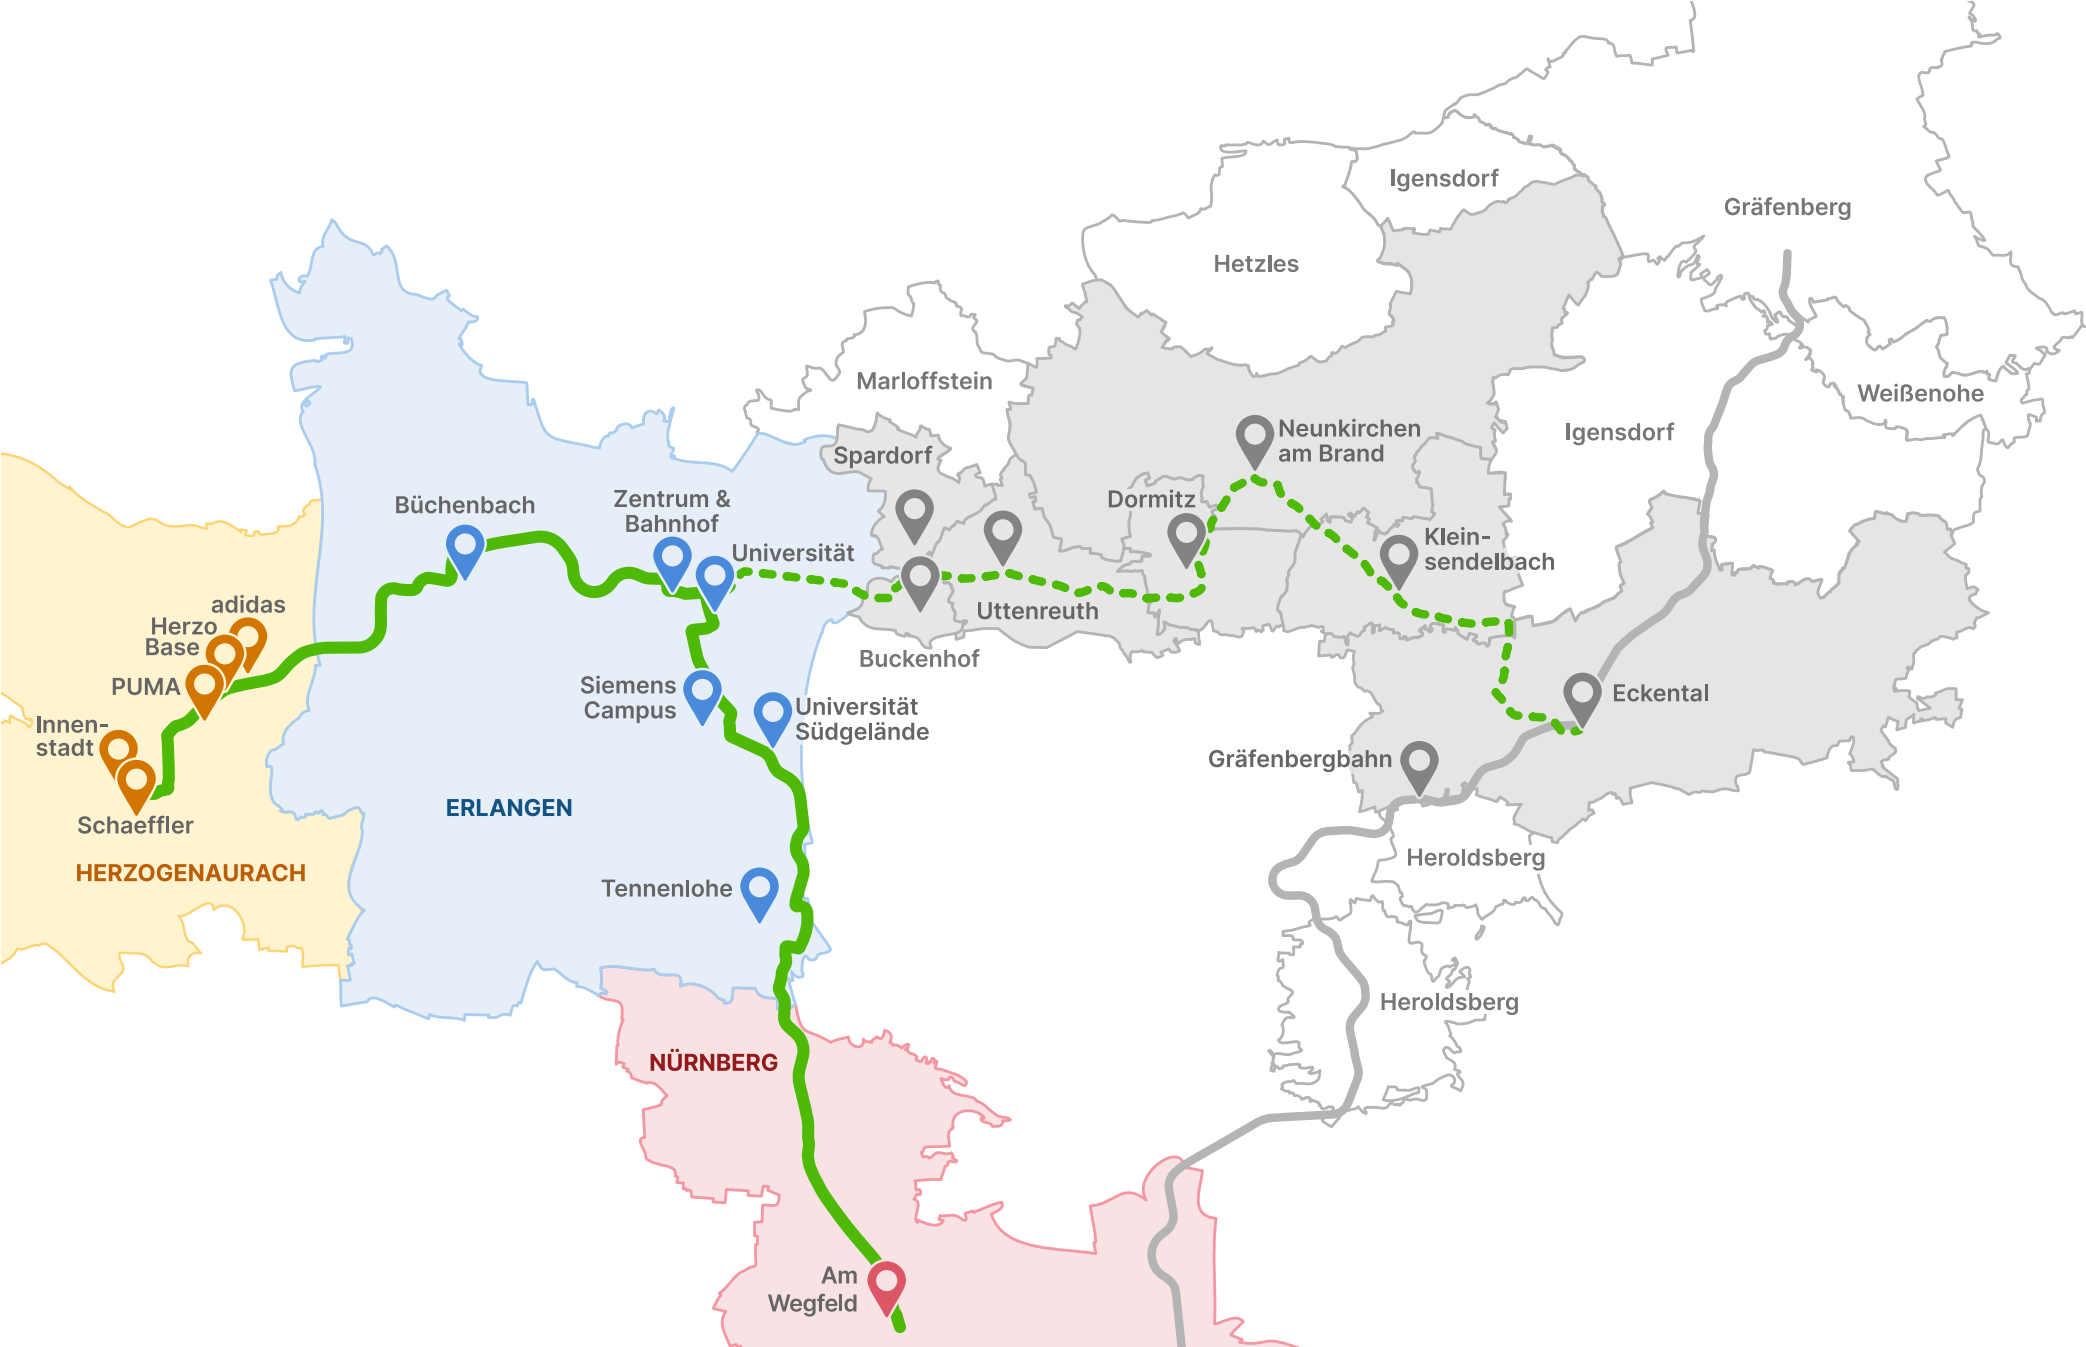 Igensdorf
Gräfenberg
Hetzles
Marloffstein
Weißenohe
Neunkirchen
am Brand
Igensdorf
Spardorf
Büchenbach
Zentrum &
Bahnhof
Dormitz
Universität
Klein-
sendelbach
adidas
Herzo
Base
Uttenreuth
Buckenhof
PUMA
Siemens
Campus
Eckental
Universität
Südgelände
Innen-
stadt
Gräfenbergbahn
ERLANGEN
Schaeffler
Heroldsberg
HERZOGENAURACH
Tennenlohe
Heroldsberg
NÜRNBERG
Am
Wegfeld